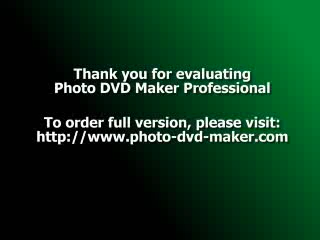 Thank you for evaluating
Photo DVD Maker Professional
To order full version, please visit:
http://www.photo-dvd-maker.com